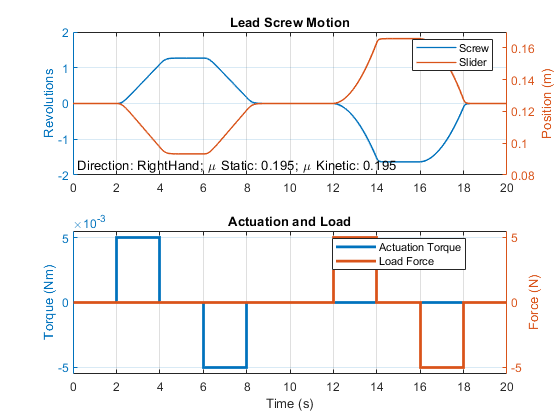 Lead Screw Motion
2
1
0
-1
-2
Revolutions
0.16
0.14
0.12
0.1
0.08
Position (m)
Screw
Slider
Direction: RightHand; μ Static: 0.195; μ Kinetic: 0.195
0 2 4 6 8 10 12 14 16 18 20
Actuation and Load
×10-3
5
0
-5
Torque (Nm)
5
0
-5
Force (N)
Actuation Torque
Load Force
0 2 4 6 8 10 12 14 16 18 20
Time (s)